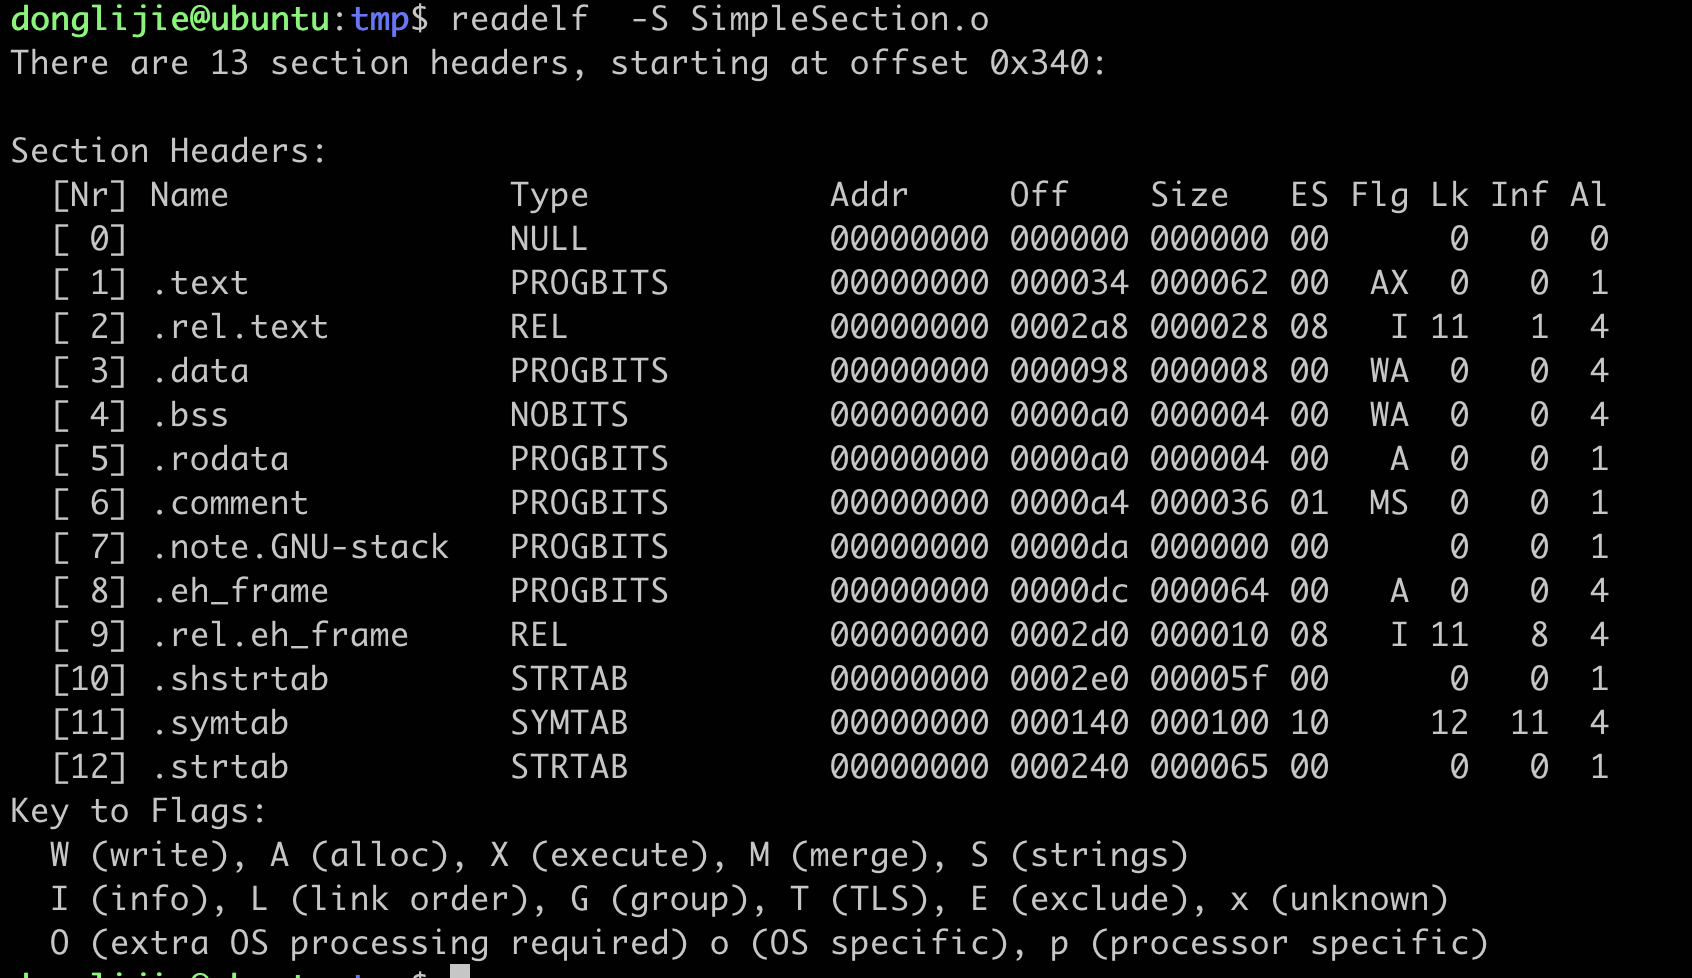 donglijie@ubuntu:tmp$ readelf  -S SimpleSection.o
There are 13 section headers, starting at offset 0x340:
Section Headers:
  [Nr] Name              Type            Addr     Off    Size   ES Flg Lk Inf Al
  [ 0]                   NULL            00000000 000000 000000 00      0   0  0
  [ 1] .text             PROGBITS        00000000 000034 000062 00  AX  0   0  1
  [ 2] .rel.text         REL             00000000 0002a8 000028 08   I 11   1  4
  [ 3] .data             PROGBITS        00000000 000098 000008 00  WA  0   0  4
  [ 4] .bss              NOBITS          00000000 0000a0 000004 00  WA  0   0  4
  [ 5] .rodata           PROGBITS        00000000 0000a0 000004 00   A  0   0  1
  [ 6] .comment          PROGBITS        00000000 0000a4 000036 01  MS  0   0  1
  [ 7] .note.GNU-stack   PROGBITS        00000000 0000da 000000 00      0   0  1
  [ 8] .eh_frame         PROGBITS        00000000 0000dc 000064 00   A  0   0  4
  [ 9] .rel.eh_frame     REL             00000000 0002d0 000010 08   I 11   8  4
  [10] .shstrtab         STRTAB          00000000 0002e0 00005f 00      0   0  1
  [11] .symtab           SYMTAB          00000000 000140 000100 10     12  11  4
  [12] .strtab           STRTAB          00000000 000240 000065 00      0   0  1
Key to Flags:
  W (write), A (alloc), X (execute), M (merge), S (strings)
  I (info), L (link order), G (group), T (TLS), E (exclude), x (unknown)
  O (extra OS processing required) o (OS specific), p (processor specific)
donglijie@ubuntu:tmp$